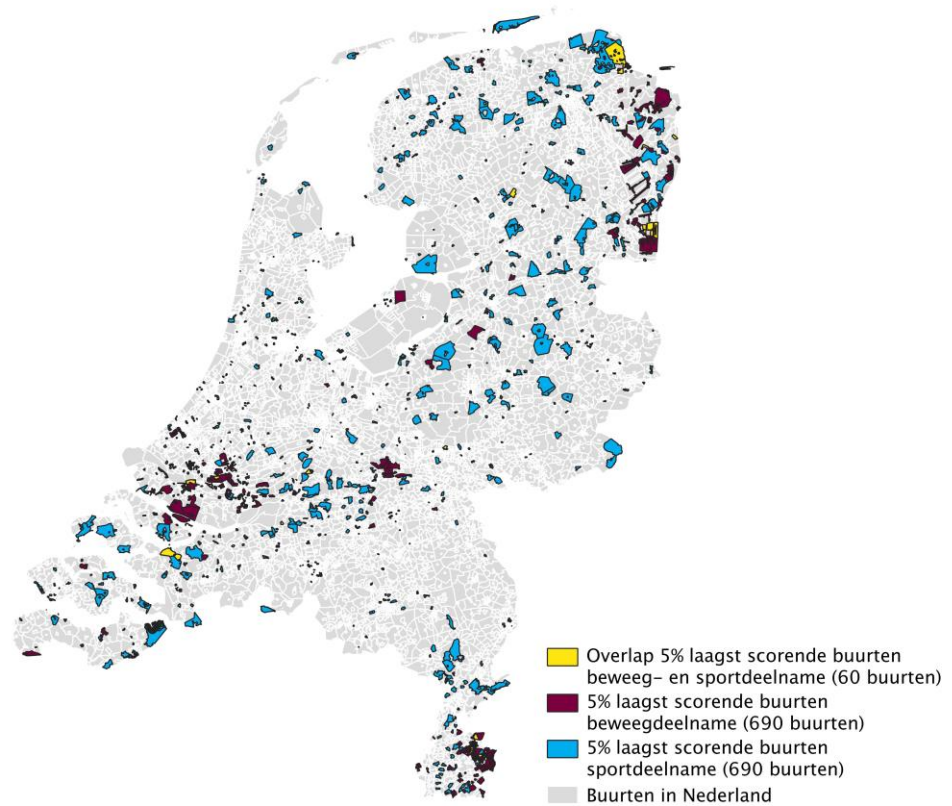 Overlap 5% laagst scorende buurten
beweeg- en sportdeelname (60 buurten)
5% laagst scorende buurten
beweegdeelname (690 buurten)
5% laagst scorende buurten
sportdeelname (690 buurten)
Buurten in Nederland